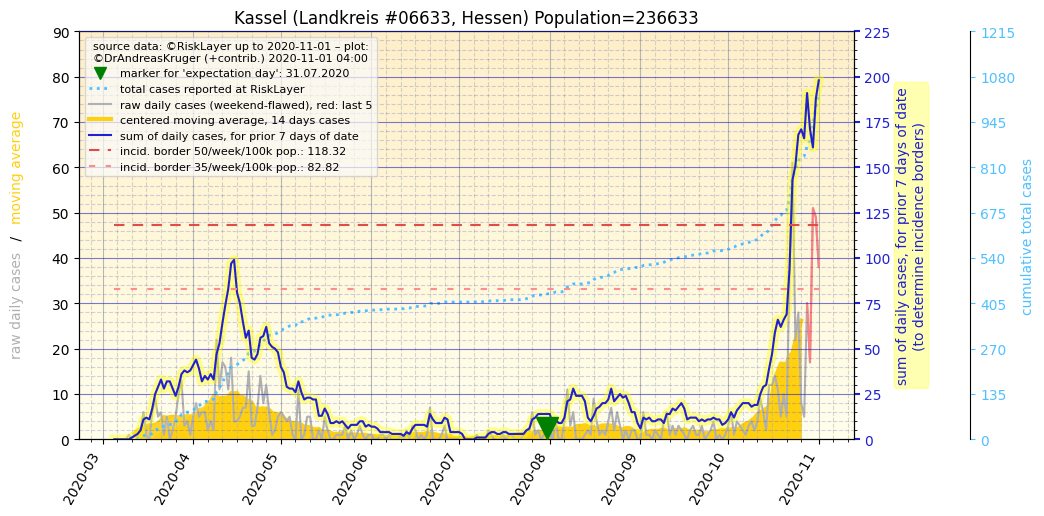 Kassel (Landkreis #06633, Hessen) Population=236633
source data: ©RiskLayer up to 2020-11-01 – plot:
©DrAndreasKruger (+contrib.) 2020-11-01 04:00
marker for 'expectation day': 31.07.2020
total cases reported at RiskLayer
raw daily cases (weekend-flawed), red: last 5
centered moving average, 14 days cases
sum of daily cases, for prior 7 days of date
incid. border 50/week/100k pop.: 118.32
incid. border 35/week/100k pop.: 82.82
raw daily cases / moving average
90
80
70
60
50
40
30
20
10
0
2020-03
2020-04
2020-05
2020-06
2020-07
2020-08
2020-09
2020-10
2020-11
225
200
175
150
125
100
75
50
25
0
sum of daily cases, for prior 7 days of date
(to determine incidence borders)
1215
1080
945
810
675
540
405
270
135
0
cumulative total cases